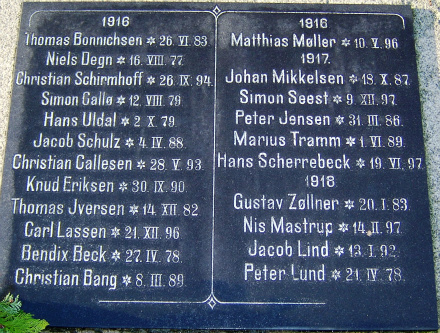 1916
Thomas Bonnichsen * 26. VI. 83
Niels Degn * 16. VIII. 77
Christian Schirmhoff * 26 IX. 94.
Simon Gallø * 12. VIII. 79
Hans Uldal * 2 X. 79
Jacob Schulz * 4. IV. 88
Christian Callesen * 28. V. 93.
Knud Eriksen * 30. IX. 90.
Thomas Jversen * 14. XII. 82
Carl Lassen * 21. XII. 96
Bendix Beck * 27. IV. 78.
Christian Bang * 8. III. 89.
1916
Matthias Møller * 10. V. 96
1917.
Johan Mikkelsen * 18. X. 87.
Simon Seest * 9. XII. 97.
Peter Jensen * 31. III. 86.
Marius Tramm * 1. VI. 89.
Hans Scherrebeck * 19. VI. 97.
1918.
Gustav Zøllner * 20. I. 83.
Nis Mastrup * 14. II. 97.
Jacob Lind * 13. I. 92.
Peter Lund * 21. IV. 78.